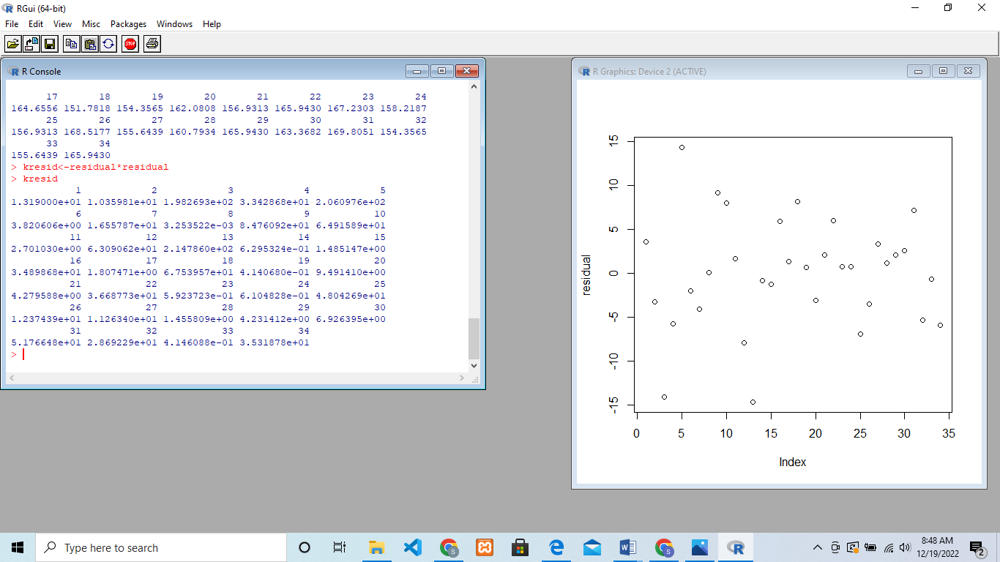 RGui (64-bit)
File Edit View Misc Packages Windows Help
STOP
R Console
17 18 19 20 21 22 23 24
164.6556 151.7818 154.3565 162.0808 156.9313 165.9430 167.2303 158.2187
25 26 27 28 29 30 31 32
156.9313 168.5177 155.6439 160.7934 165.9430 163.3682 169.8051 154.3565
33 34
155.6439 165.9430
> kresid<-residual*residual
> kresid
1 2 3 4 5
1.319000e+01 1.035981e+01 1.982693e+02 3.342868e+01 2.060976e+02
6 7 8 9 10
3.820606e+00 1.655787e+01 3.253522e-03 8.476092e+01 6.491589e+01
11 12 13 14 15
2.701030e+00 6.309062e+01 2.147860e+02 6.295324e-01 1.485147e+00
16 17 18 19 20
3.489868e+01 1.807471e+00 6.753957e+01 4.140680e-01 9.491410e+00
21 22 23 24 25
4.279588e+00 3.668773e+01 5.923723e-01 6.104828e-01 4.804269e+01
26 27 28 29 30
1.237439e+01 1.126340e+01 1.455809e+00 4.231412e+00 6.926395e+00
31 32 33 34
5.176648e+01 2.869229e+01 4.146088e-01 3.531878e+01
>
R Graphics: Device 2 (ACTIVE)
15
10
5
0
-5
-10
-15
residual
0 5 10 15 20 25 30 35
Index
Type here to search
8:48 AM
12/19/2022
2